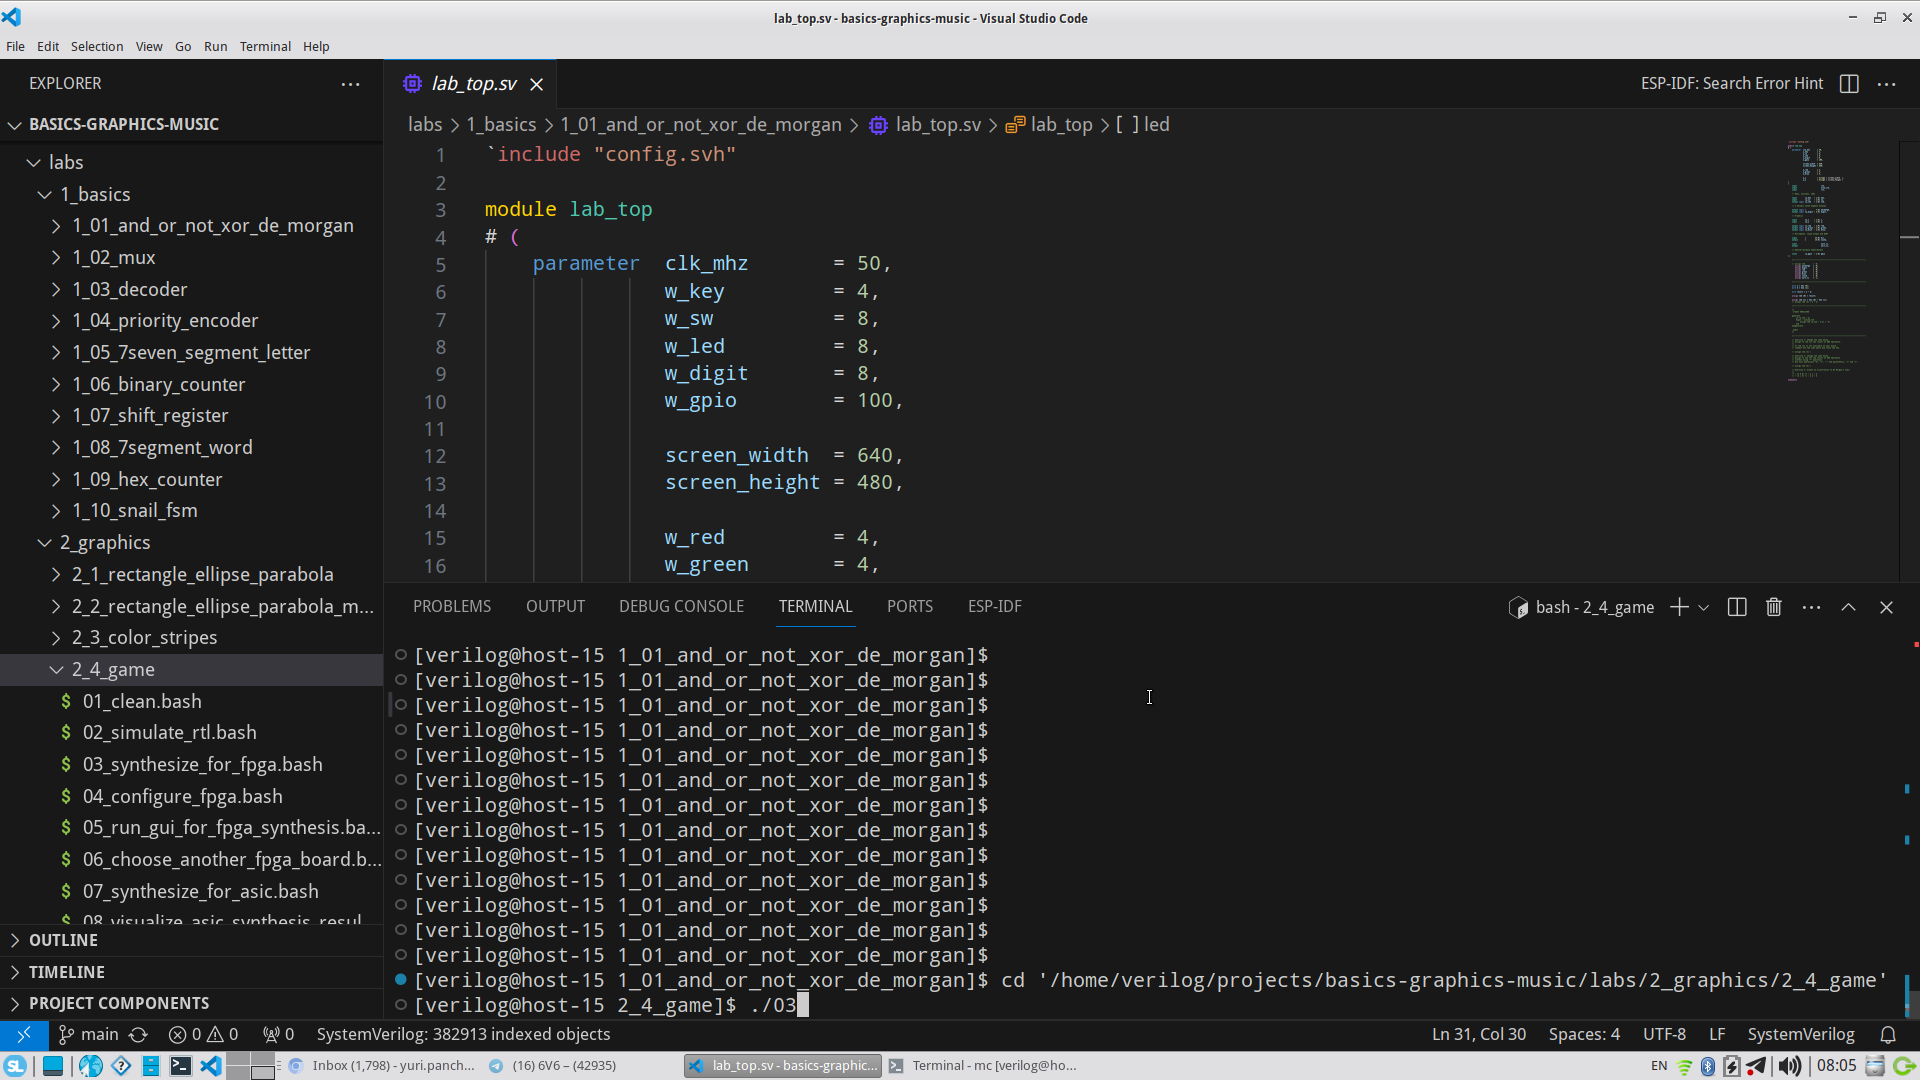 lab_top.sv - basics-graphics-music - Visual Studio Code
File Edit Selection View Go Run Terminal Help
EXPLORER
BASICS-GRAPHICS-MUSIC
labs
1_basics
1_01_and_or_not_xor_de_morgan
1_02_mux
1_03_decoder
1_04_priority_encoder
1_05_7seven_segment_letter
1_06_binary_counter
1_07_shift_register
1_08_7segment_word
1_09_hex_counter
1_10_snail_fsm
2_graphics
2_1_rectangle_ellipse_parabola
2_2_rectangle_ellipse_parabola_m...
2_3_color_stripes
2_4_game
$ 01_clean.bash
$ 02_simulate_rtl.bash
$ 03_synthesize_for_fpga.bash
$ 04_configure_fpga.bash
$ 05_run_gui_for_fpga_synthesis.ba...
$ 06_choose_another_fpga_board.b...
$ 07_synthesize_for_asic.bash
$ 08_visualize_asic_synthesis_resul
OUTLINE
TIMELINE
PROJECT COMPONENTS
lab_top.sv
ESP-IDF: Search Error Hint
labs > 1_basics > 1_01_and_or_not_xor_de_morgan > lab_top.sv > lab_top > [ ] led
1 `include "config.svh"
2
3 module lab_top
4 # (
5 parameter clk_mhz = 50,
6 w_key = 4,
7 w_sw = 8,
8 w_led = 8,
9 w_digit = 8,
10 w_gpio = 100,
11
12 screen_width = 640,
13 screen_height = 480,
14
15 w_red = 4,
16 w_green = 4,
PROBLEMS OUTPUT DEBUG CONSOLE TERMINAL PORTS ESP-IDF
bash - 2_4_game
[verilog@host-15 1_01_and_or_not_xor_de_morgan]$
[verilog@host-15 1_01_and_or_not_xor_de_morgan]$
[verilog@host-15 1_01_and_or_not_xor_de_morgan]$
[verilog@host-15 1_01_and_or_not_xor_de_morgan]$
[verilog@host-15 1_01_and_or_not_xor_de_morgan]$
[verilog@host-15 1_01_and_or_not_xor_de_morgan]$
[verilog@host-15 1_01_and_or_not_xor_de_morgan]$
[verilog@host-15 1_01_and_or_not_xor_de_morgan]$
[verilog@host-15 1_01_and_or_not_xor_de_morgan]$
[verilog@host-15 1_01_and_or_not_xor_de_morgan]$
[verilog@host-15 1_01_and_or_not_xor_de_morgan]$
[verilog@host-15 1_01_and_or_not_xor_de_morgan]$
[verilog@host-15 1_01_and_or_not_xor_de_morgan]$
[verilog@host-15 1_01_and_or_not_xor_de_morgan]$ cd '/home/verilog/projects/basics-graphics-music/labs/2_graphics/2_4_game'
[verilog@host-15 2_4_game]$ ./03
main 0 0 0 SystemVerilog: 382913 indexed objects
Ln 31, Col 30 Spaces: 4 UTF-8 LF SystemVerilog
SL
Inbox (1,798) - yuri.panch...
(16) 6V6 – (42935)
lab_top.sv - basics-graphic...
Terminal - mc [verilog@ho...
EN 08:05